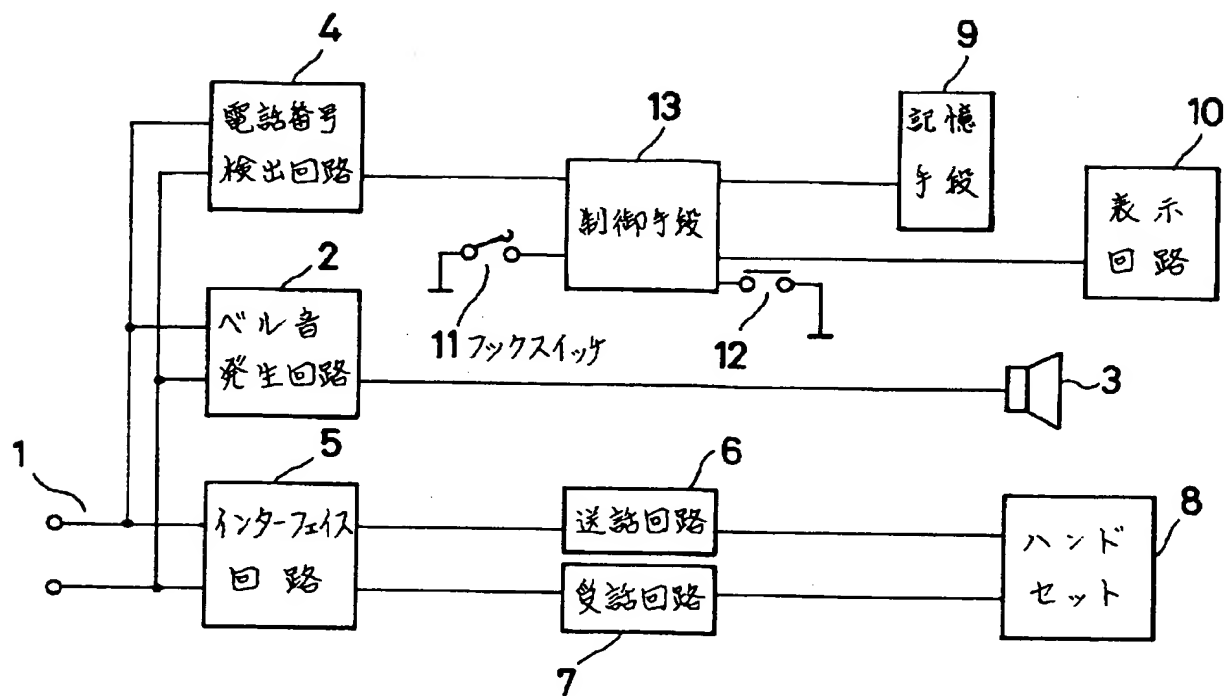 4
電話番号
検出回路
13
制御手段
9
記憶
手段
10
表示
回路
2
ベル音
発生回路
11 フックスイッチ
12
3
1
5
インターフェイス
回路
6
送話回路
受話回路
7
ハンド
セット
8